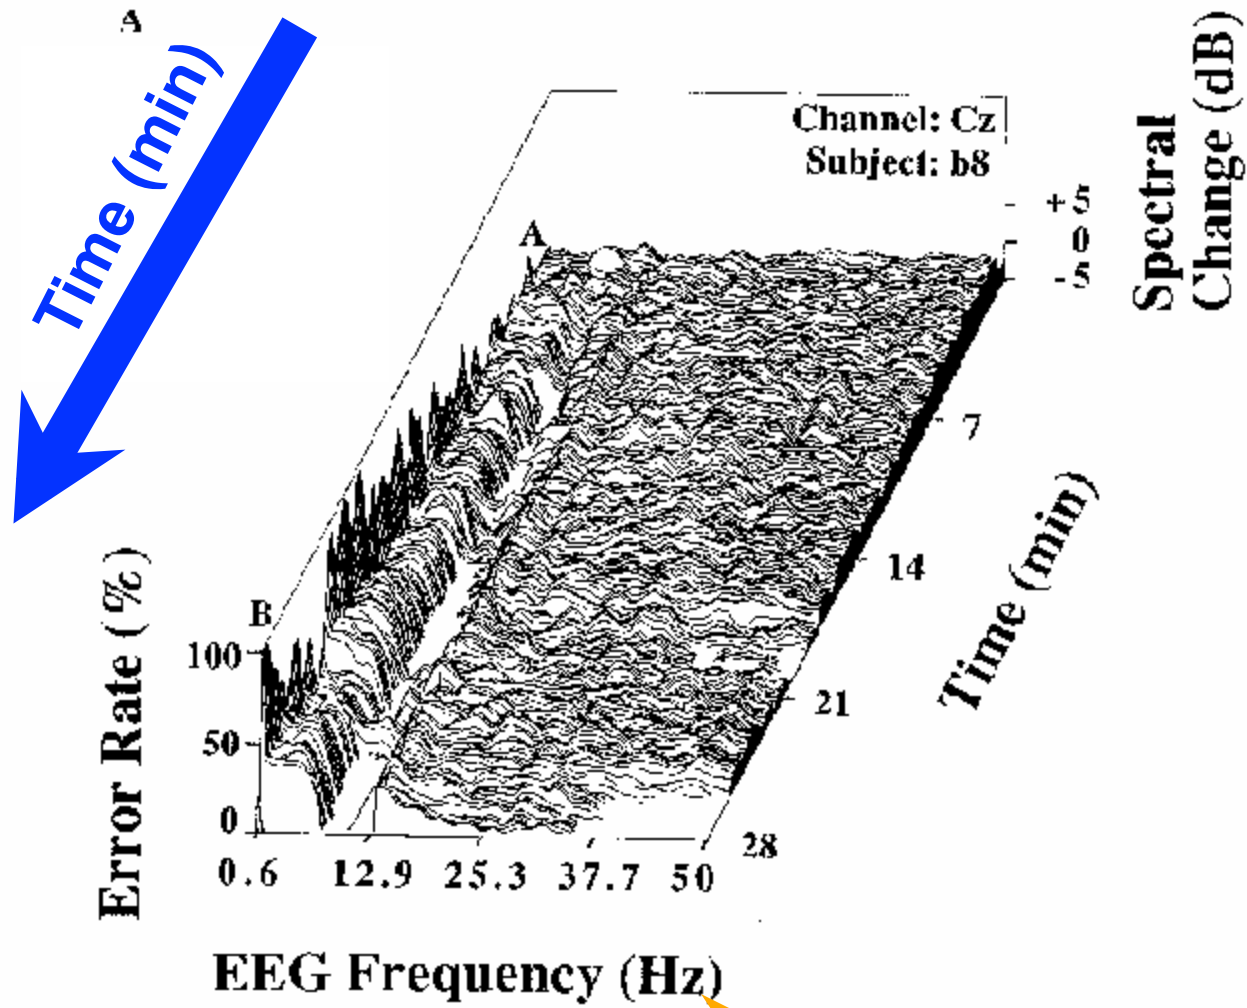 A
Time (min)
Channel: Cz
Subject: b8
Spectral
Change (dB)
+5
0
-5
A
7
14
21
28
Time (min)
B
Error Rate (%)
100
50
0
0.6 12.9 25.3 37.7 50
EEG Frequency (Hz)